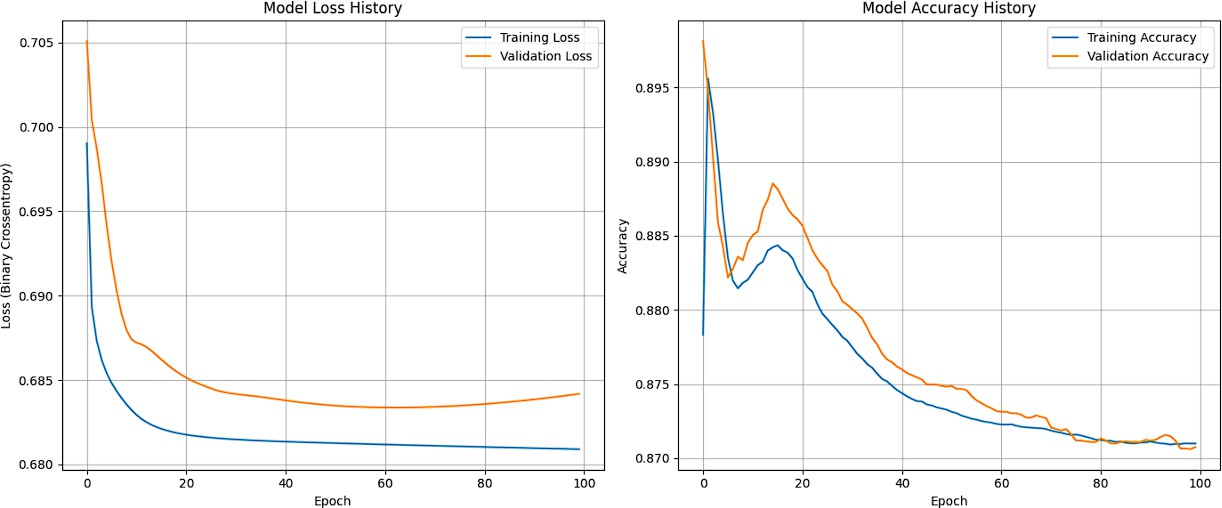 Model Loss History
0.705
0.700
0.695
0.690
0.685
0.680
Loss (Binary Crossentropy)
Training Loss
Validation Loss
0 20 40 60 80 100
Epoch
Model Accuracy History
0.895
0.890
0.885
0.880
0.875
0.870
Accuracy
Training Accuracy
Validation Accuracy
0 20 40 60 80 100
Epoch